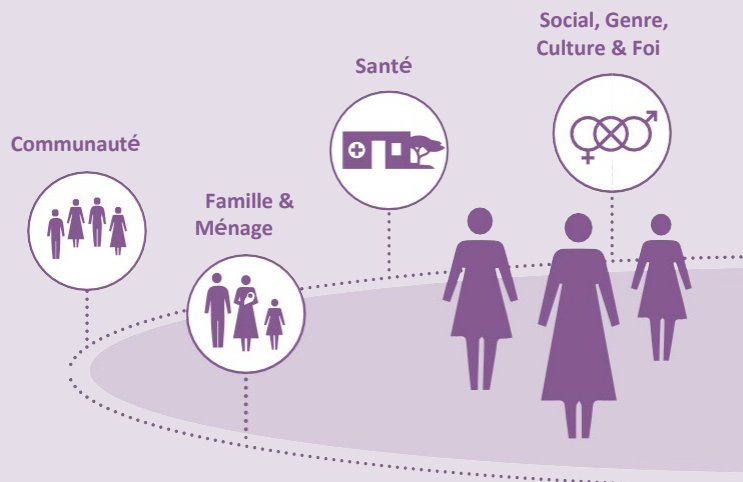 Social, Genre,
Culture & Foi
Santé
Communauté
Famille &
Ménage